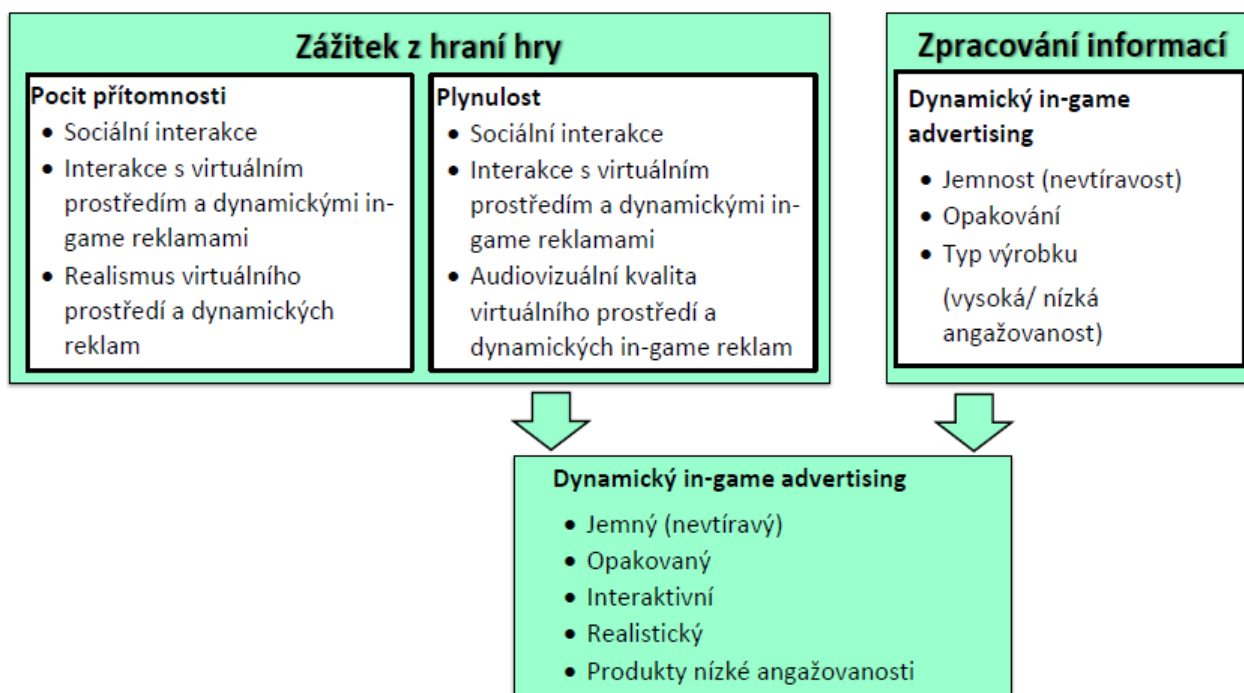 Zážitek z hraní hry
Pocit přítomnosti
• Sociální interakce
• Interakce s virtuálním
prostředím a dynamickými in-
game reklamami
• Realismus virtuálního
prostředí a dynamických
reklam
Plynulost
• Sociální interakce
• Interakce s virtuálním
prostředím a dynamickými in-
game reklamami
• Audiovizuální kvalita
virtuálního prostředí a
dynamických in-game reklam
Zpracování informací
Dynamický in-game
advertising
• Jemnost (nevtíravost)
• Opakování
• Typ výrobku
(vysoká/ nízká
angažovanost)
Dynamický in-game advertising
• Jemný (nevtíravý)
• Opakovaný
• Interaktivní
• Realistický
• Produkty nízké angažovanosti